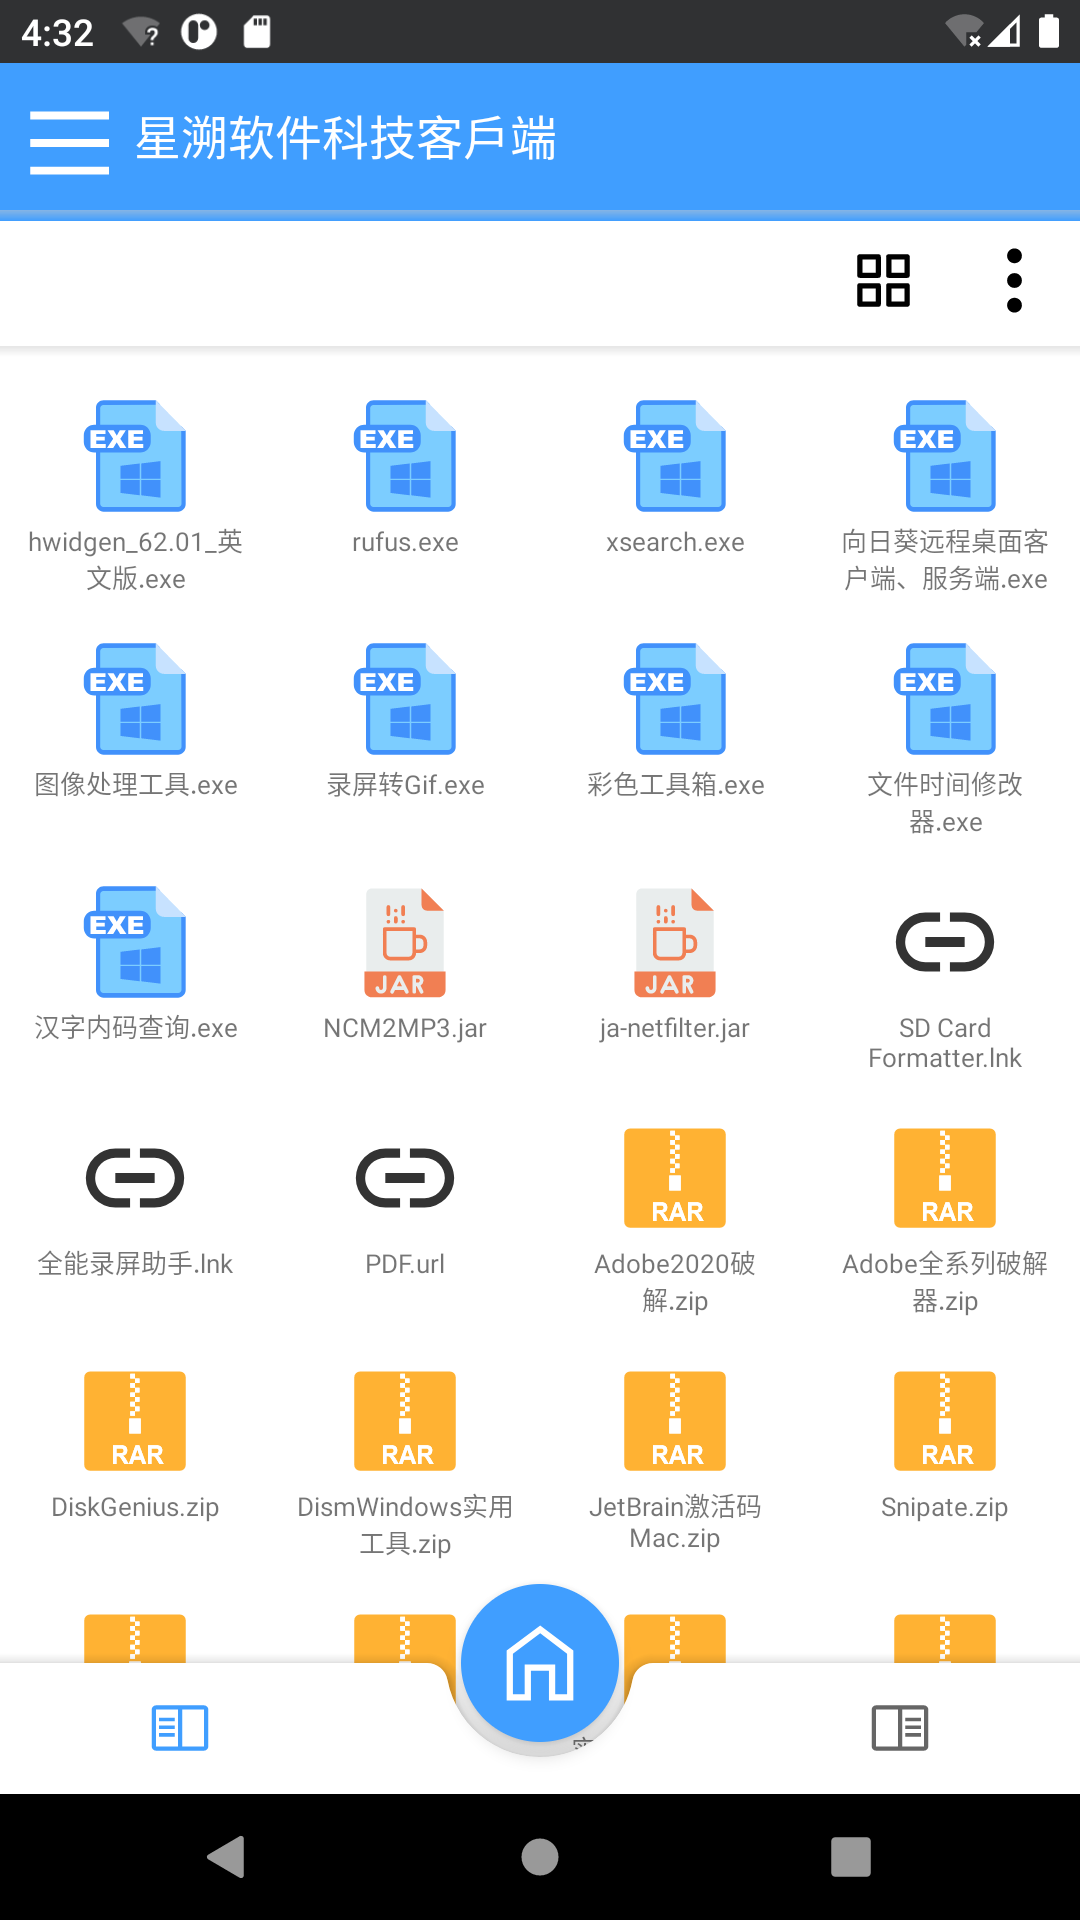 4:32
星溯软件科技客戶端
EXE
EXE
EXE
EXE
hwidgen_62.01_英
文版.exe
rufus.exe
xsearch.exe
向日葵远程桌面客
户端、服务端.exe
EXE
EXE
EXE
EXE
图像处理工具.exe
录屏转Gif.exe
彩色工具箱.exe
文件时间修改
器.exe
EXE
JAR
JAR
汉字内码查询.exe
NCM2MP3.jar
ja-netfilter.jar
SD Card
Formatter.lnk
RAR
RAR
全能录屏助手.lnk
PDF.url
Adobe2020破
解.zip
Adobe全系列破解
器.zip
RAR
RAR
RAR
RAR
DiskGenius.zip
DismWindows实用
工具.zip
JetBrain激活码
Mac.zip
Snipate.zip